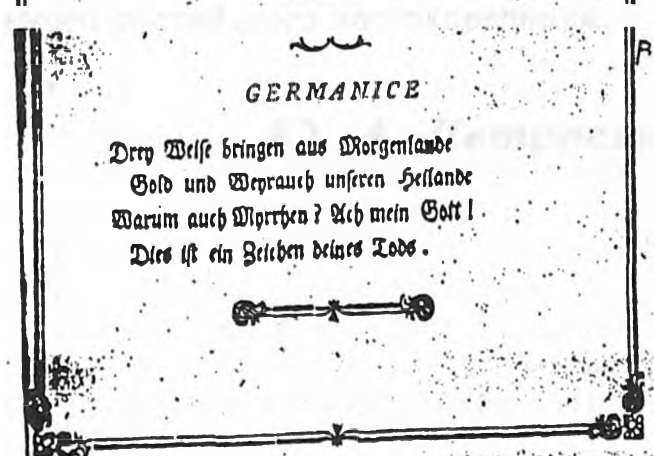 GERMANICE
Drey Weise bringen aus Morgenlande
Gold und Weyrauch unseren Heilande
Warum auch Myrrhen? Ach mein Gott!
Dies ist ein Zeichen deines Tods.